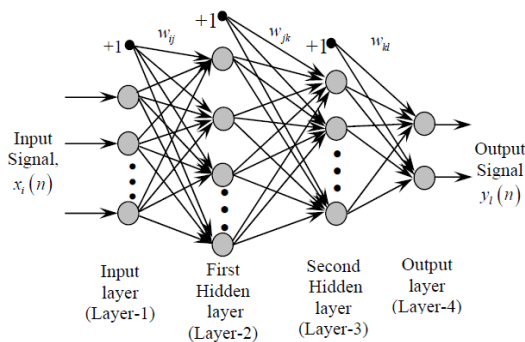 +1
w_ij
+1
w_jk
+1
w_kl
Input
Signal,
x_i(n)
Output
Signal
y_l(n)
Input
layer
(Layer-1)
First
Hidden
layer
(Layer-2)
Second
Hidden
layer
(Layer-3)
Output
layer
(Layer-4)